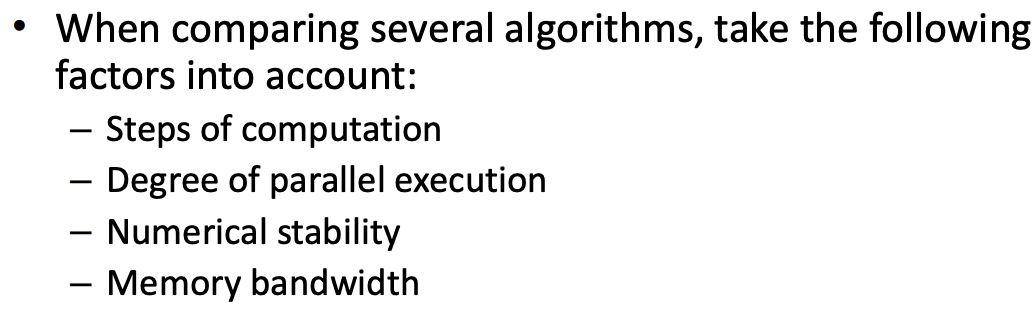 • When comparing several algorithms, take the following
factors into account:
– Steps of computation
– Degree of parallel execution
– Numerical stability
– Memory bandwidth